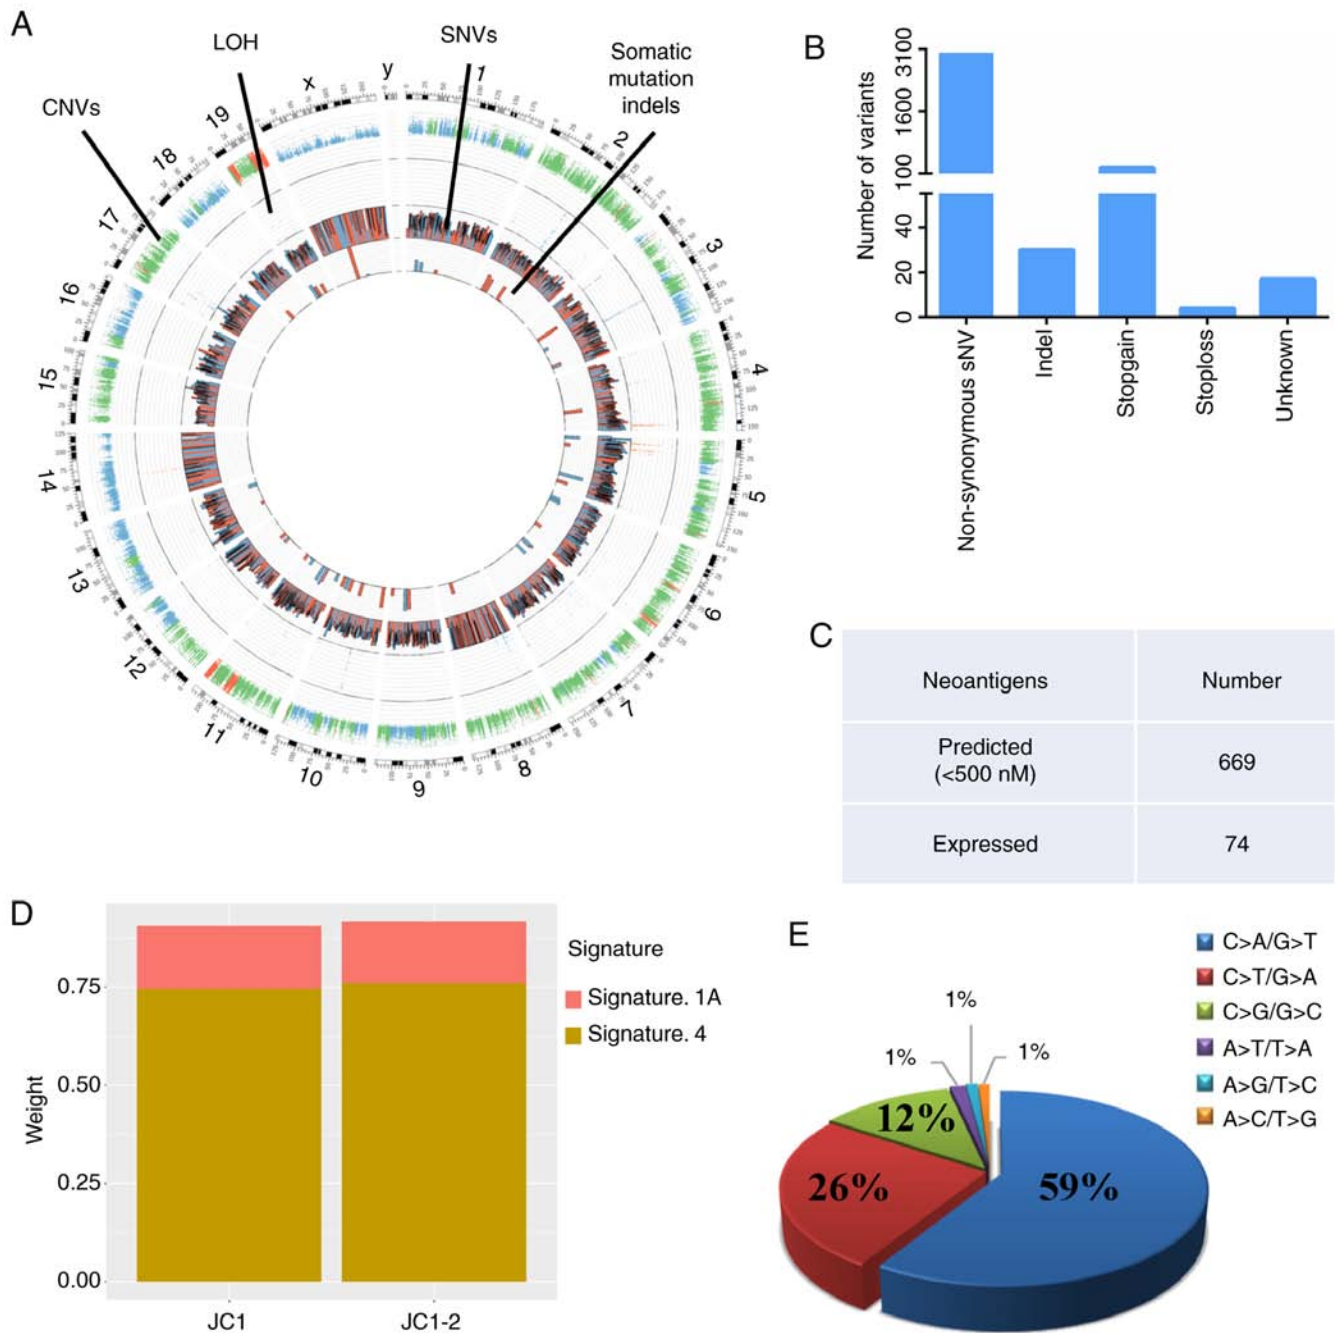 A
CNVs
LOH
SNVs
Somatic
mutation
indels
x
y
1
2
3
4
5
6
7
8
9
10
11
12
13
14
15
16
17
18
19
B
Number of variants
3100
1600
100
40
20
0
Non-synonymous sNV
Indel
Stopgain
Stoploss
Unknown
C
Neoantigens
Number
Predicted
(<500 nM)
669
Expressed
74
D
Weight
0.75
0.50
0.25
0.00
JC1
JC1-2
Signature
Signature. 1A
Signature. 4
E
1%
1%
1%
12%
26%
59%
C>A/G>T
C>T/G>A
C>G/G>C
A>T/T>A
A>G/T>C
A>C/T>G